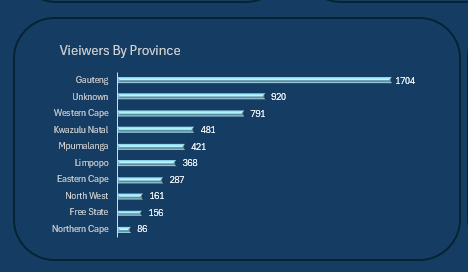 Vieiwers By Province
Gauteng 1704
Unknown 920
Western Cape 791
Kwazulu Natal 481
Mpumalanga 421
Limpopo 368
Eastern Cape 287
North West 161
Free State 156
Northern Cape 86